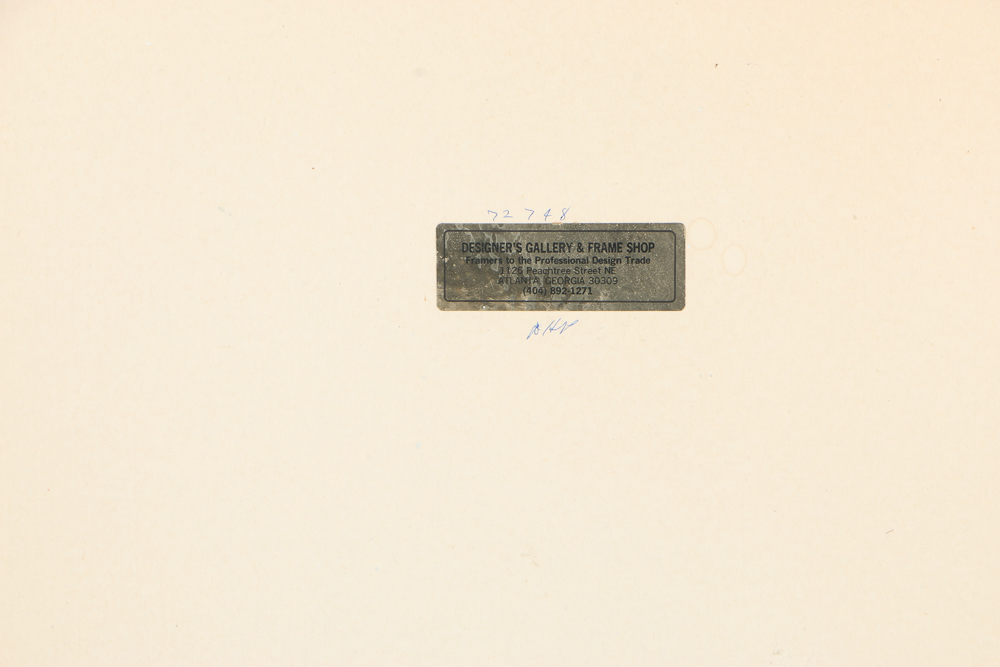 72748
DESIGNER'S GALLERY & FRAME SHOP
Framers to the Professional Design Trade
1126 Peachtree Street NE
ATLANTA, GEORGIA 30309
(404) 892-1271